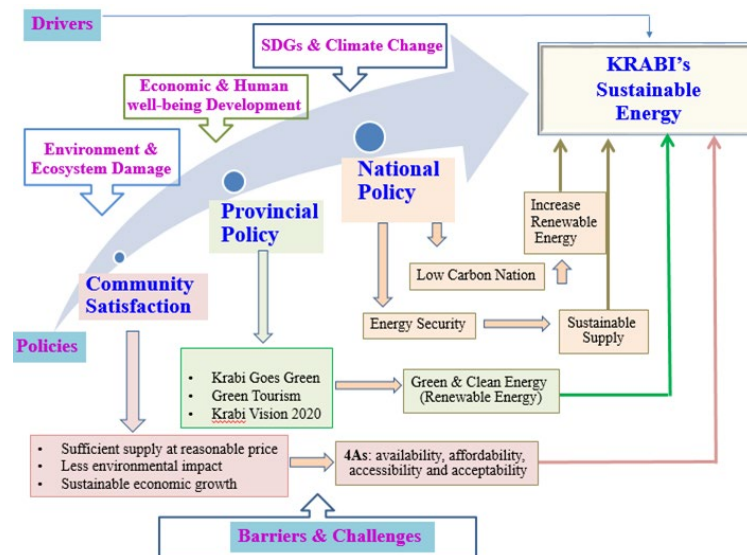 Drivers
SDGs & Climate Change
KRABI's
Sustainable
Energy
Economic & Human
well-being Development
Environment &
Ecosystem Damage
National
Policy
Provincial
Policy
Increase
Renewable
Energy
Low Carbon Nation
Community
Satisfaction
Energy Security
Sustainable
Supply
Policies
• Krabi Goes Green
• Green Tourism
• Krabi Vision 2020
Green & Clean Energy
(Renewable Energy)
• Sufficient supply at reasonable price
• Less environmental impact
• Sustainable economic growth
4As: availability, affordability,
accessibility and acceptability
Barriers & Challenges